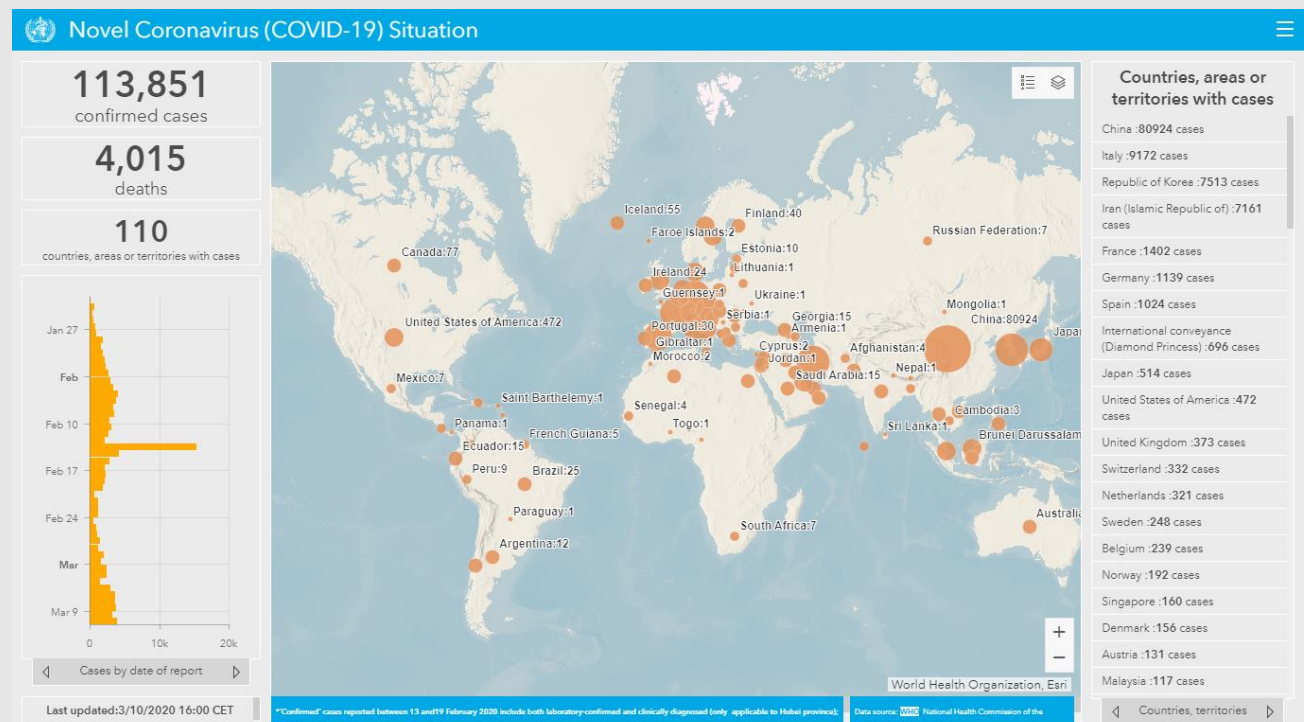 Novel Coronavirus (COVID-19) Situation
113,851
confirmed cases
4,015
deaths
110
countries, areas or territories with cases
Jan 27
Feb
Feb 10
Feb 17
Feb 24
Mar
Mar 9
0
10k
20k
Cases by date of report
Last updated:3/10/2020 16:00 CET
Iceland:55
Finland:40
Faroe Islands:2
Russian Federation:7
Canada:77
Estonia:10
Ireland:24
Lithuania:1
Guernsey:1
Ukraine:1
Mongolia:1
United States of America:472
Serbia:1
Georgia:15
China:80924
Portugal:30
Armenia:1
Gibraltar:1
Cyprus:2
Afghanistan:4
Morocco:2
Jordan:1
Mexico:7
Saudi Arabia:15
Nepal:1
Saint Barthelemy:1
Senegal:4
Cambodia:3
Panama:1
French Guiana:5
Togo:1
Sri Lanka:1
Brunei Darussalam
Ecuador:15
Peru:9
Brazil:25
Paraguay:1
South Africa:7
Australia
Argentina:12
+
−
World Health Organization, Esri
"'Confirmed' cases reported between 13 and19 February 2020 include both laboratory-confirmed and clinically diagnosed (only applicable to Hubei province);
Data source: WHO National Health Commission of the
Countries, areas or
territories with cases
China :80924 cases
Italy :9172 cases
Republic of Korea :7513 cases
Iran (Islamic Republic of) :7161
cases
France :1402 cases
Germany :1139 cases
Spain :1024 cases
International conveyance
(Diamond Princess) :696 cases
Japan :514 cases
United States of America :472
cases
United Kingdom :373 cases
Switzerland :332 cases
Netherlands :321 cases
Sweden :248 cases
Belgium :239 cases
Norway :192 cases
Singapore :160 cases
Denmark :156 cases
Austria :131 cases
Malaysia :117 cases
Countries, territories